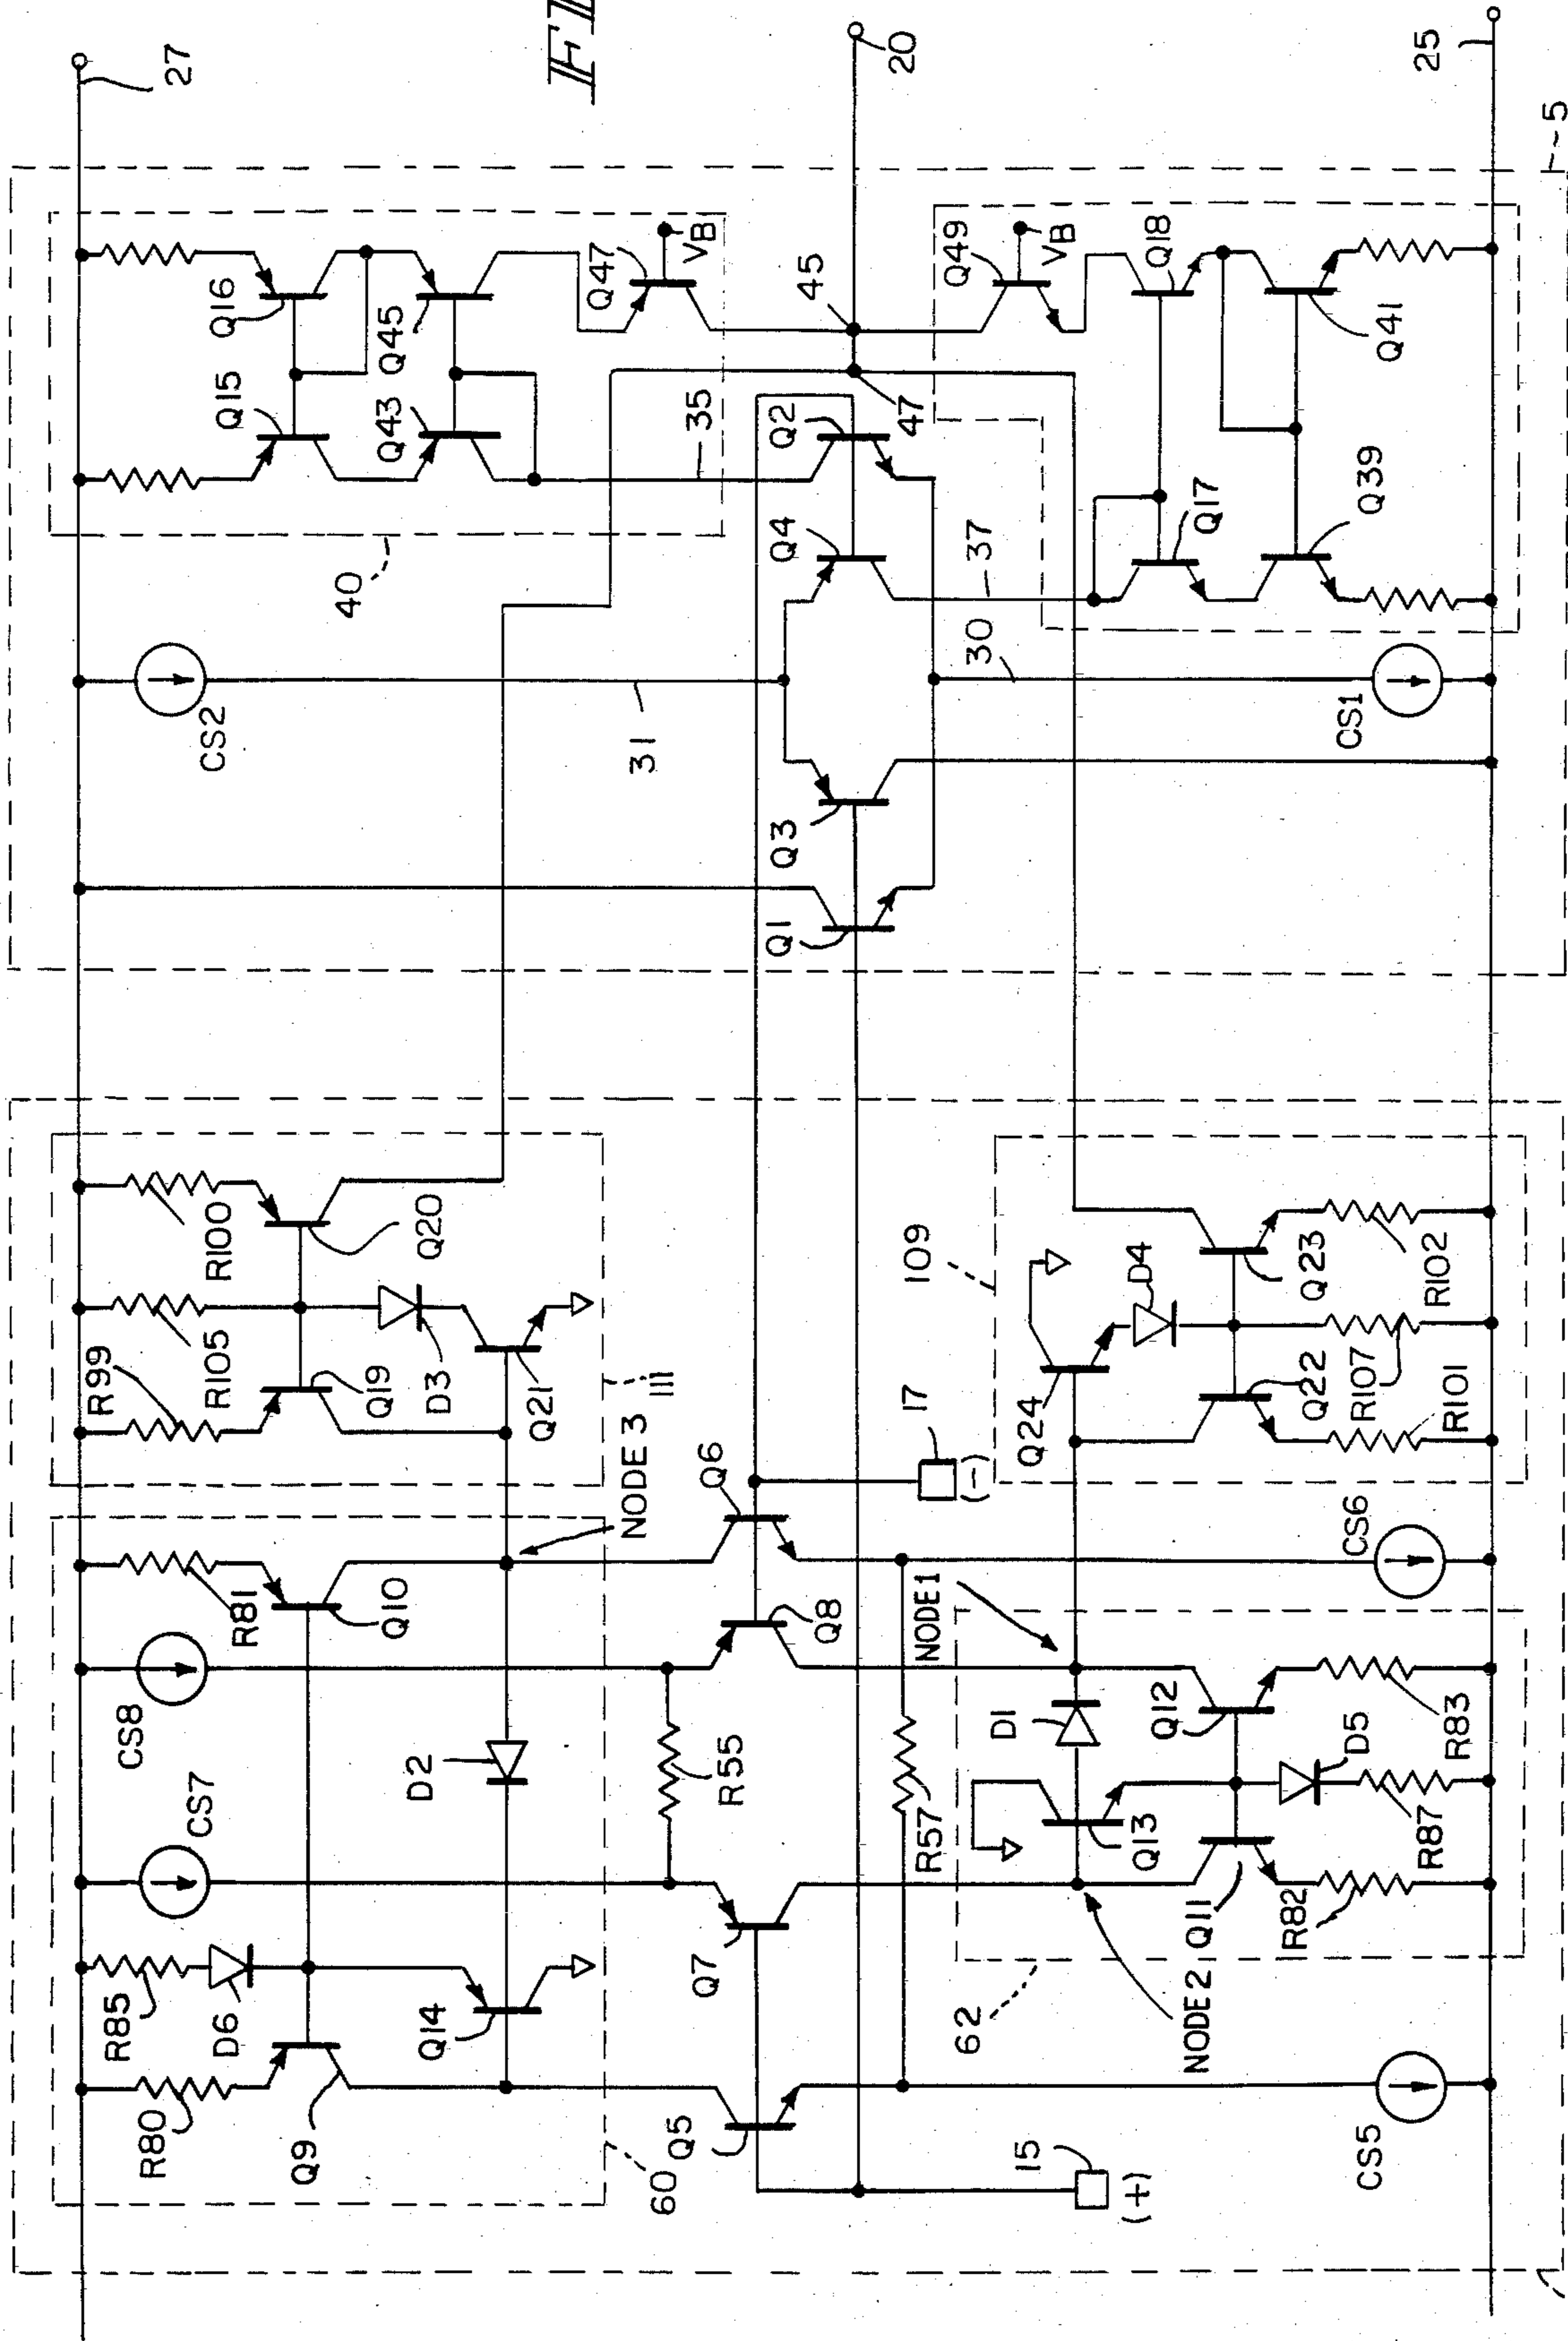 FI
27
20
25
5
Q16
Q15
Q45
Q43
Q47
VB
40
35
45
47
Q49
VB
Q18
Q41
Q2
Q4
Q17
Q39
37
30
CS2
31
CS1
Q3
Q1
R100
Q20
R105
R99
Q19
D3
Q21
111
109
D4
Q23
R102
Q24
Q22
R107
R101
17
(-)
Q6
NODE 3
R81
Q10
Q8
CS6
NODE1
CS8
D2
R55
D1
Q12
D5
R83
CS7
R57
Q13
R87
Q11
R82
Q7
62
NODE2
R85
D6
Q14
R80
Q9
60
Q5
15
(+)
CS5